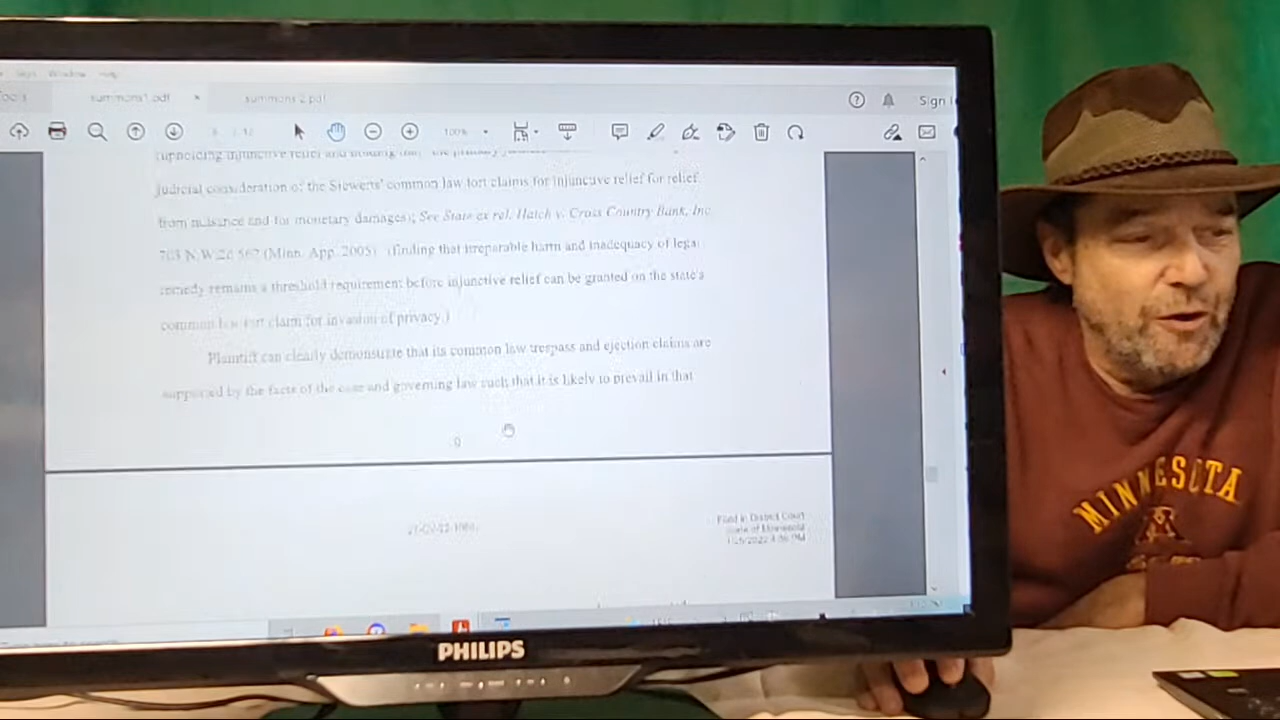 Window Help
summons1.pdf × summons 2.pdf
Sign I
100%
judicial consideration of the Siewerts' common law tort claims for injunctive relief for relief
from nuisance and for monetary damages); See State ex rel. Hatch v. Cross Country Bank, Inc
703 N.W.2d 562 (Minn. App. 2005) (finding that irreparable harm and inadequacy of legal
remedy remains a threshold requirement before injunctive relief can be granted on the state's
common law tort claim for invasion of privacy.)
Plaintiff can clearly demonstrate that its common law trespass and ejection claims are
supported by the facts of the case and governing law such that it is likely to prevail in that
Filed in District Court
State of Minnesota
PHILIPS
MINNESOTA
M